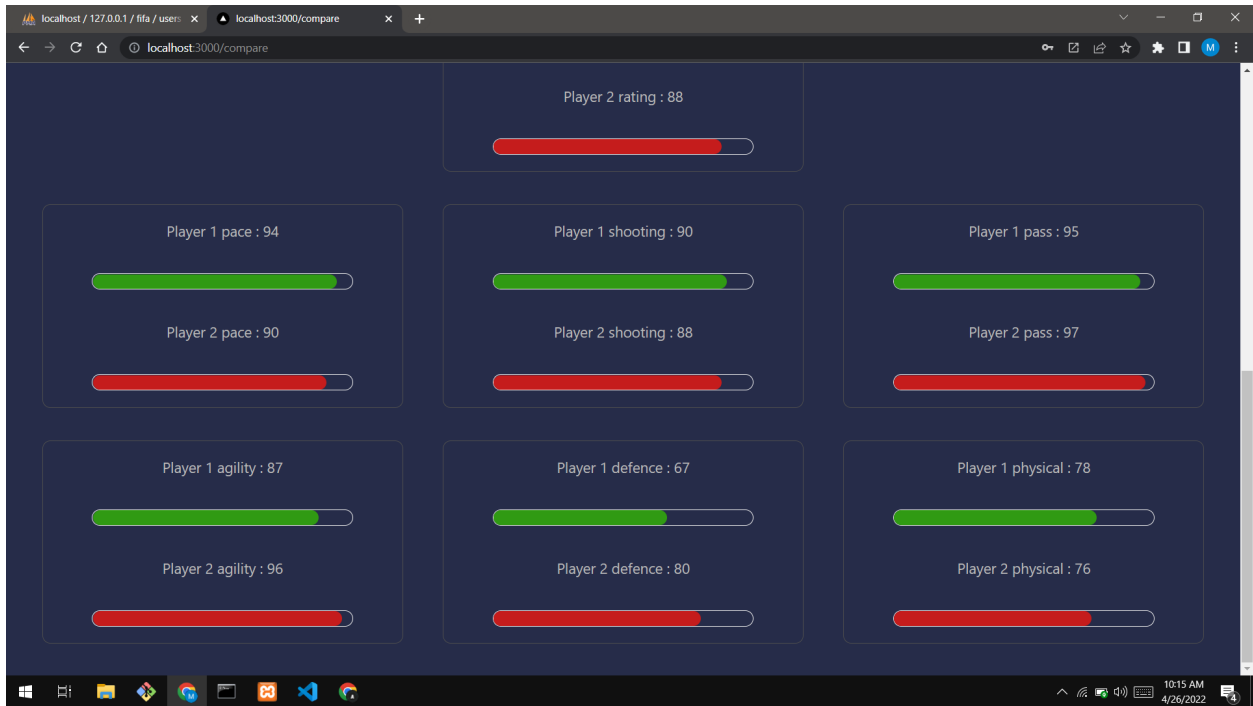 localhost / 127.0.0.1 / fifa / users
localhost:3000/compare
localhost:3000/compare
M
Player 2 rating : 88
Player 1 pace : 94
Player 2 pace : 90
Player 1 shooting : 90
Player 2 shooting : 88
Player 1 pass : 95
Player 2 pass : 97
Player 1 agility : 87
Player 2 agility : 96
Player 1 defence : 67
Player 2 defence : 80
Player 1 physical : 78
Player 2 physical : 76
10:15 AM
4/26/2022
4